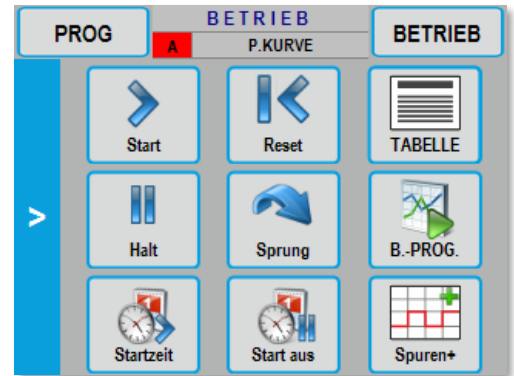 PROG
BETRIEB
A
P.KURVE
BETRIEB
Start
Reset
TABELLE
>
Halt
Sprung
B.-PROG.
Startzeit
Start aus
Spuren+